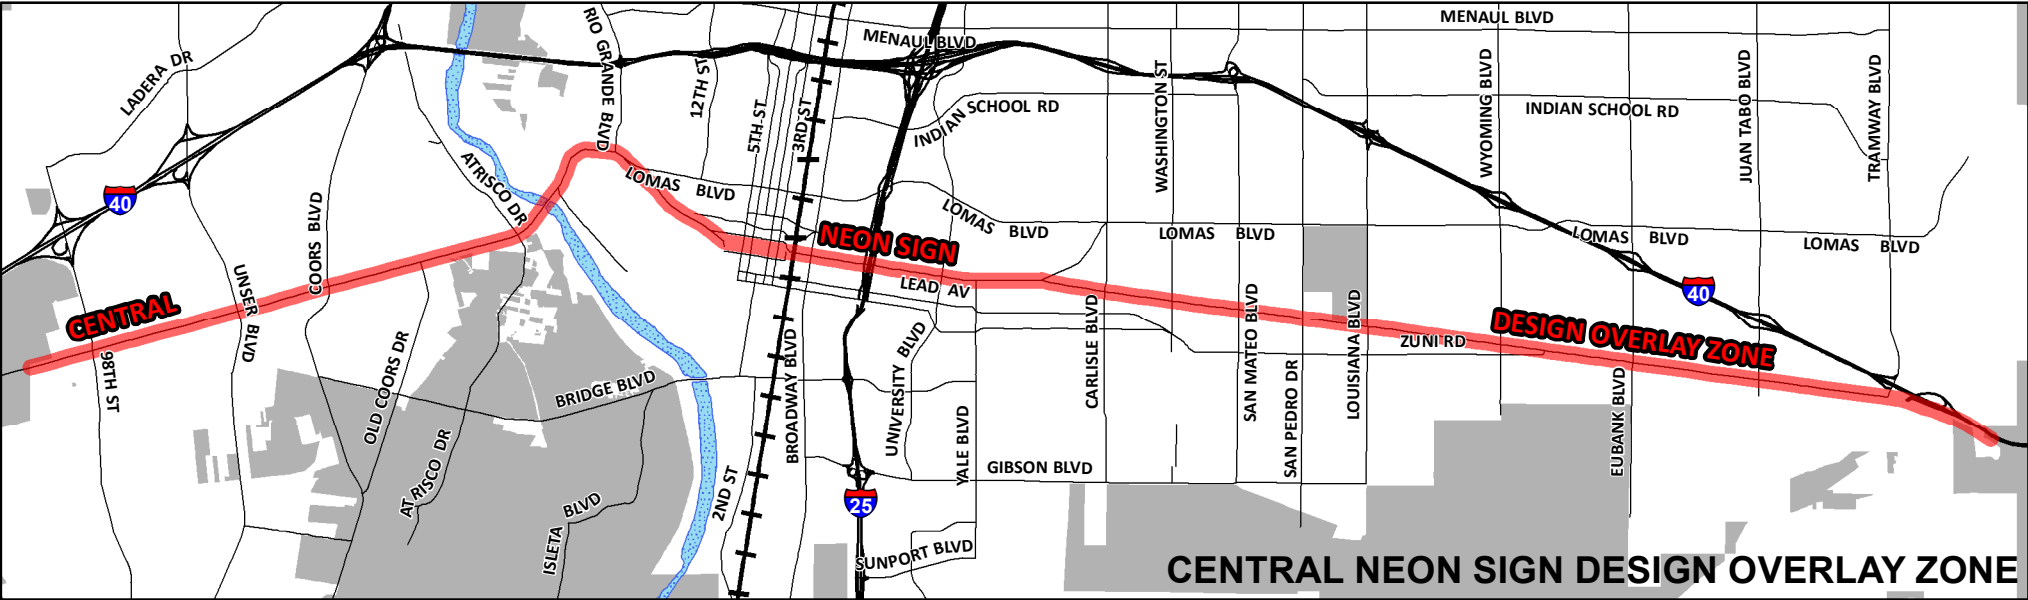 MENAUL BLVD
MENAUL BLVD
RIO GRANDE BLVD
LADERA DR
12TH ST
5TH ST
3RD ST
INDIAN SCHOOL RD
WASHINGTON ST
WYOMING BLVD
INDIAN SCHOOL RD
JUAN TABO BLVD
TRAMWAY BLVD
ATRISCO DR
LOMAS BLVD
40
COORS BLVD
LOMAS BLVD
LOMAS BLVD
LOMAS BLVD
LOMAS BLVD
NEON SIGN
UNSER BLVD
LEAD AV
40
CENTRAL
CARLISLE BLVD
SAN MATEO BLVD
LOUISIANA BLVD
DESIGN OVERLAY ZONE
ZUNI RD
98TH ST
OLD COORS DR
BRIDGE BLVD
BROADWAY BLVD
UNIVERSITY BLVD
SAN PEDRO DR
EUBANK BLVD
ATRISCO DR
YALE BLVD
GIBSON BLVD
2ND ST
25
ISLETA BLVD
SUNPORT BLVD
CENTRAL NEON SIGN DESIGN OVERLAY ZONE